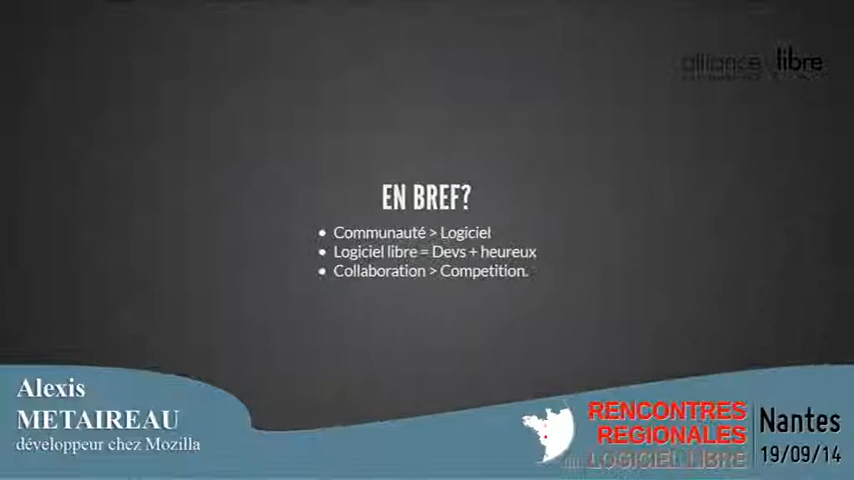 alliance libre
EN BREF?
• Communauté > Logiciel
• Logiciel libre = Devs + heureux
• Collaboration > Competition.
Alexis
METAIREAU
développeur chez Mozilla
RENCONTRES
REGIONALES
LOGICIEL LIBRE
Nantes
19/09/14